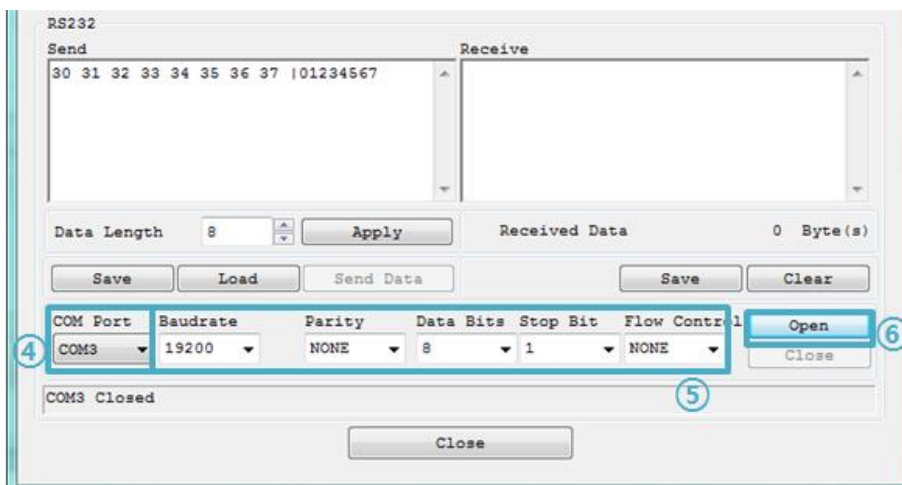 RS232
Send Receive
30 31 32 33 34 35 36 37 |01234567
Data Length 8 Apply Received Data 0 Byte(s)
Save Load Send Data Save Clear
COM Port Baudrate Parity Data Bits Stop Bit Flow Control Open
④ COM3 19200 NONE 8 1 NONE ⑥
Close
⑤
COM3 Closed
Close